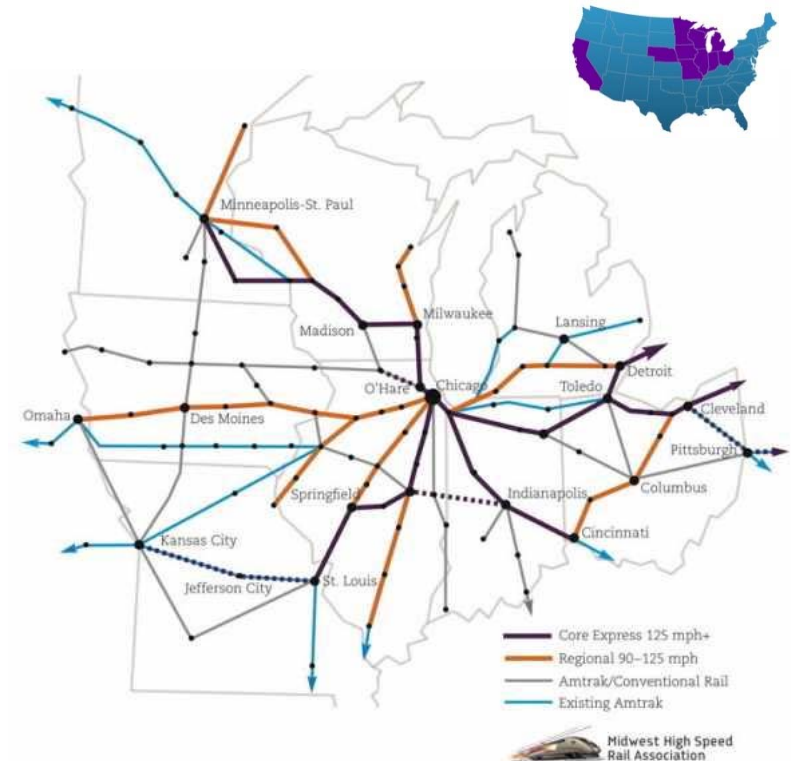 Minneapolis-St. Paul
Milwaukee
Madison
Lansing
O'Hare
Chicago
Detroit
Toledo
Omaha
Des Moines
Cleveland
Pittsburgh
Springfield
Indianapolis
Columbus
Kansas City
Cincinnati
Jefferson City
St. Louis
Core Express 125 mph+
Regional 90–125 mph
Amtrak/Conventional Rail
Existing Amtrak
Midwest High Speed
Rail Association